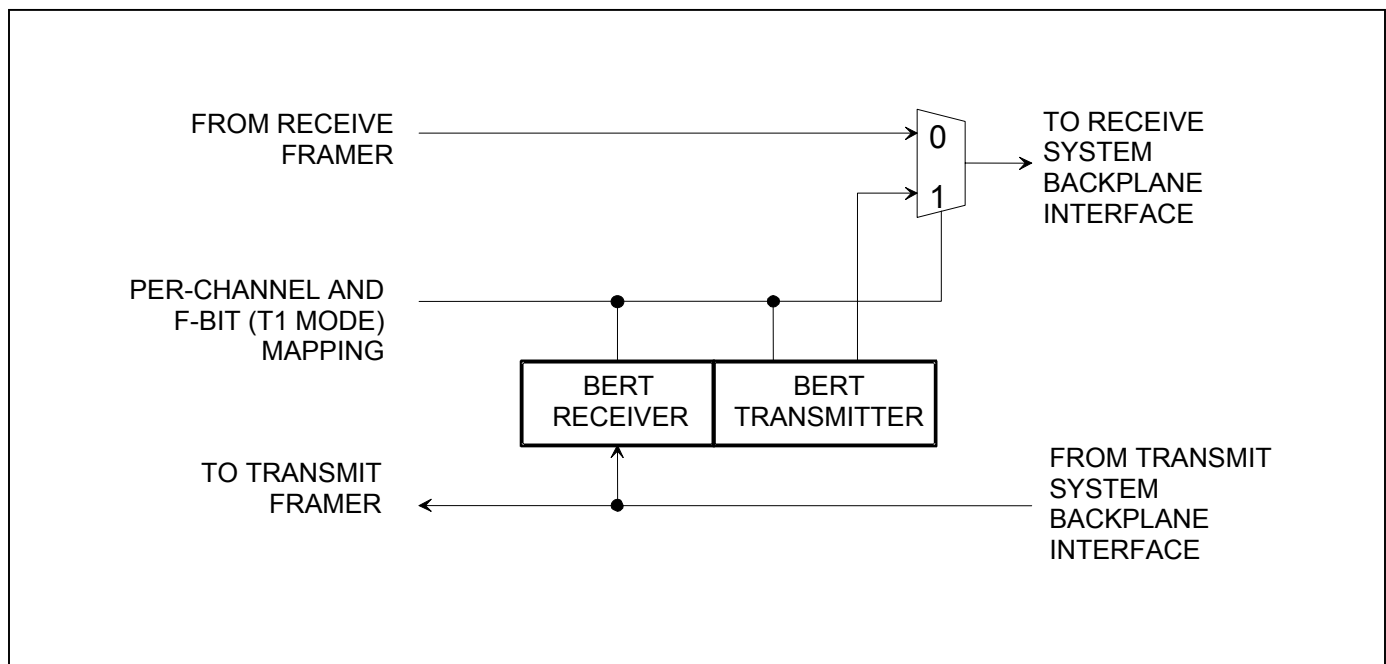 FROM RECEIVE
FRAMER
0
1
TO RECEIVE
SYSTEM
BACKPLANE
INTERFACE
PER-CHANNEL AND
F-BIT (T1 MODE)
MAPPING
BERT
RECEIVER
BERT
TRANSMITTER
TO TRANSMIT
FRAMER
FROM TRANSMIT
SYSTEM
BACKPLANE
INTERFACE